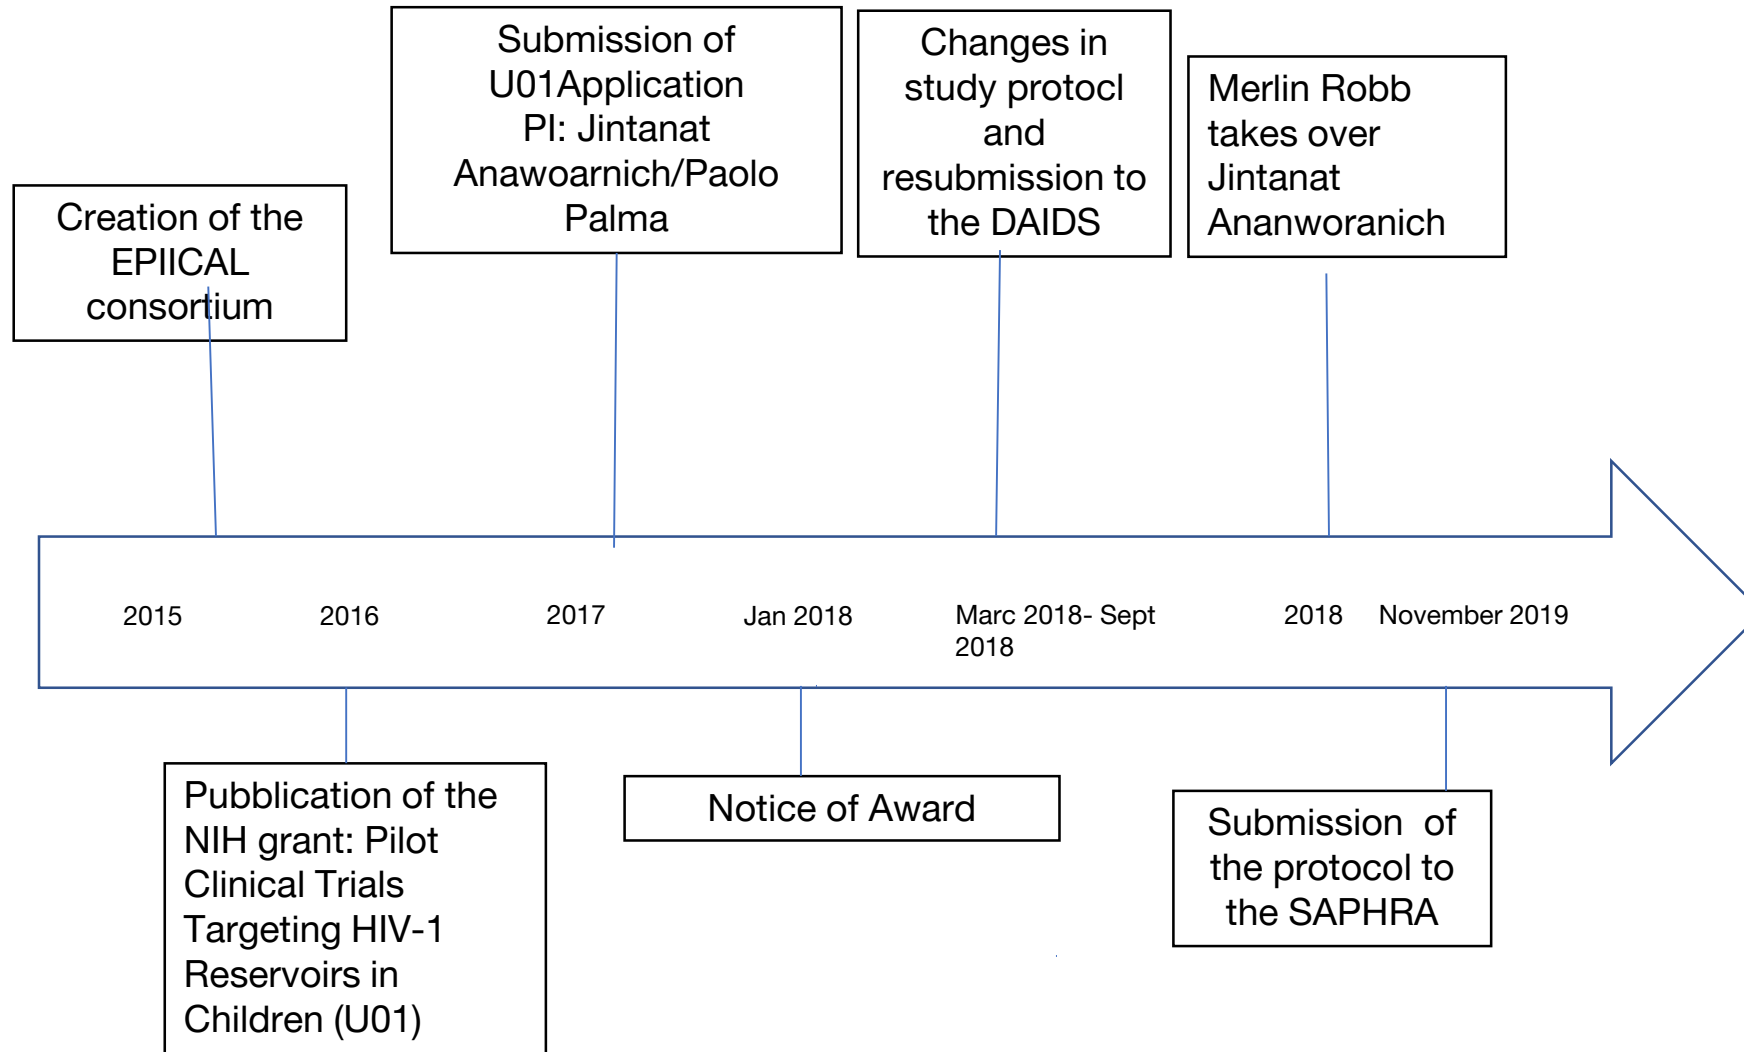 Submission of
U01Application
PI: Jintanat
Anawoarnich/Paolo
Palma
Changes in
study protocl
and
resubmission to
the DAIDS
Merlin Robb
takes over
Jintanat
Ananworanich
Creation of the
EPIICAL
consortium
2015
2016
2017
Jan 2018
Marc 2018- Sept
2018
2018
November 2019
Pubblication of the
NIH grant: Pilot
Clinical Trials
Targeting HIV-1
Reservoirs in
Children (U01)
Notice of Award
Submission  of
the protocol to
the SAPHRA